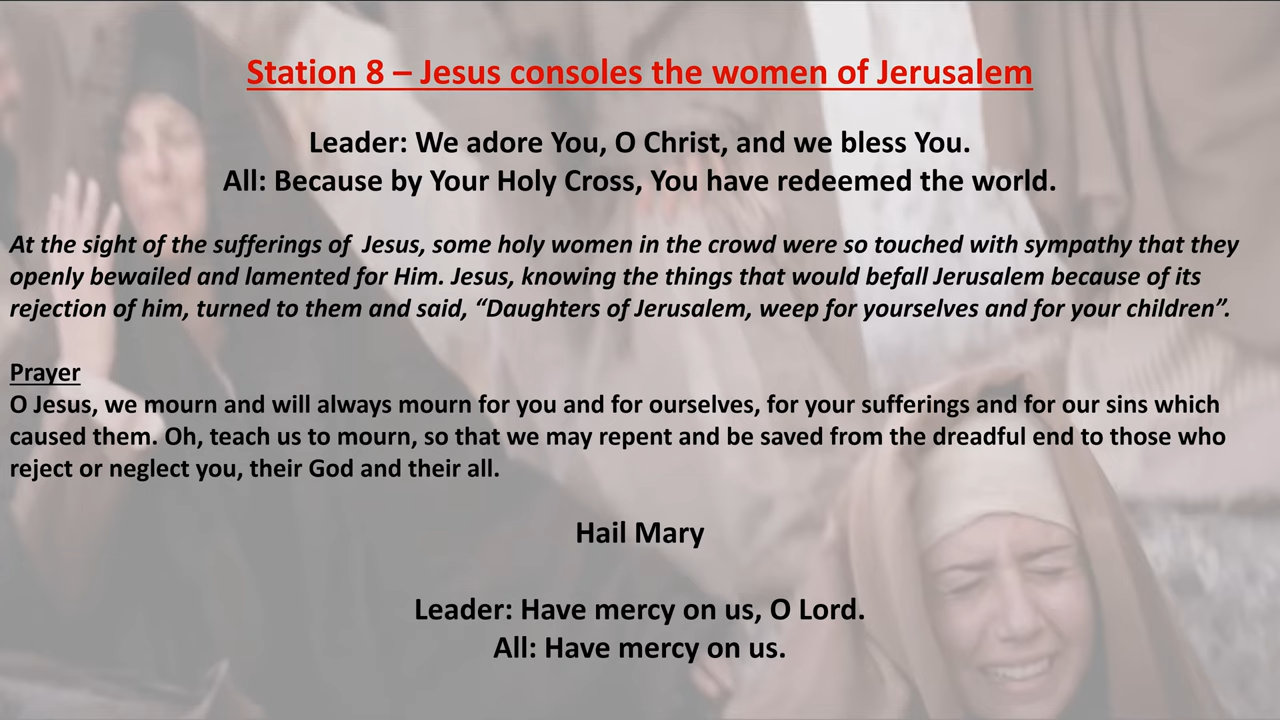 Station 8 – Jesus consoles the women of Jerusalem
Leader: We adore You, O Christ, and we bless You.
All: Because by Your Holy Cross, You have redeemed the world.
At the sight of the sufferings of  Jesus, some holy women in the crowd were so touched with sympathy that they
openly bewailed and lamented for Him. Jesus, knowing the things that would befall Jerusalem because of its
rejection of him, turned to them and said, “Daughters of Jerusalem, weep for yourselves and for your children”.
Prayer
O Jesus, we mourn and will always mourn for you and for ourselves, for your sufferings and for our sins which
caused them. Oh, teach us to mourn, so that we may repent and be saved from the dreadful end to those who
reject or neglect you, their God and their all.
Hail Mary
Leader: Have mercy on us, O Lord.
All: Have mercy on us.